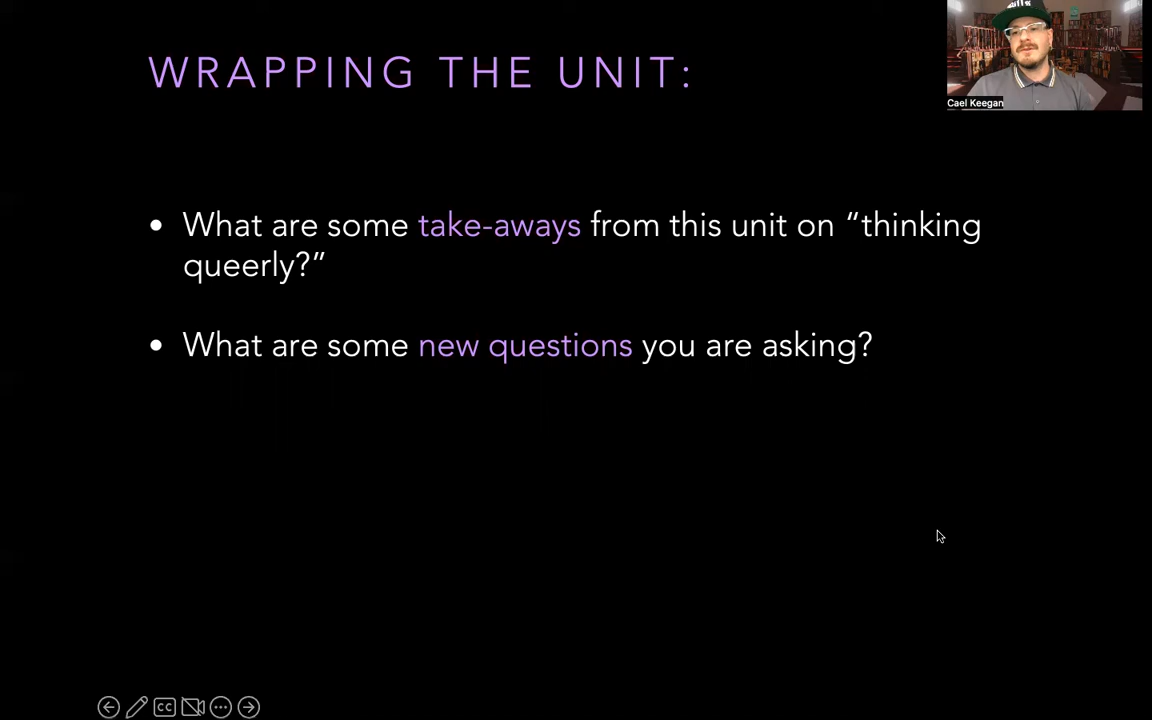 WRAPPING THE UNIT:
Cael Keegan
• What are some take-aways from this unit on “thinking
queerly?”
• What are some new questions you are asking?
CC